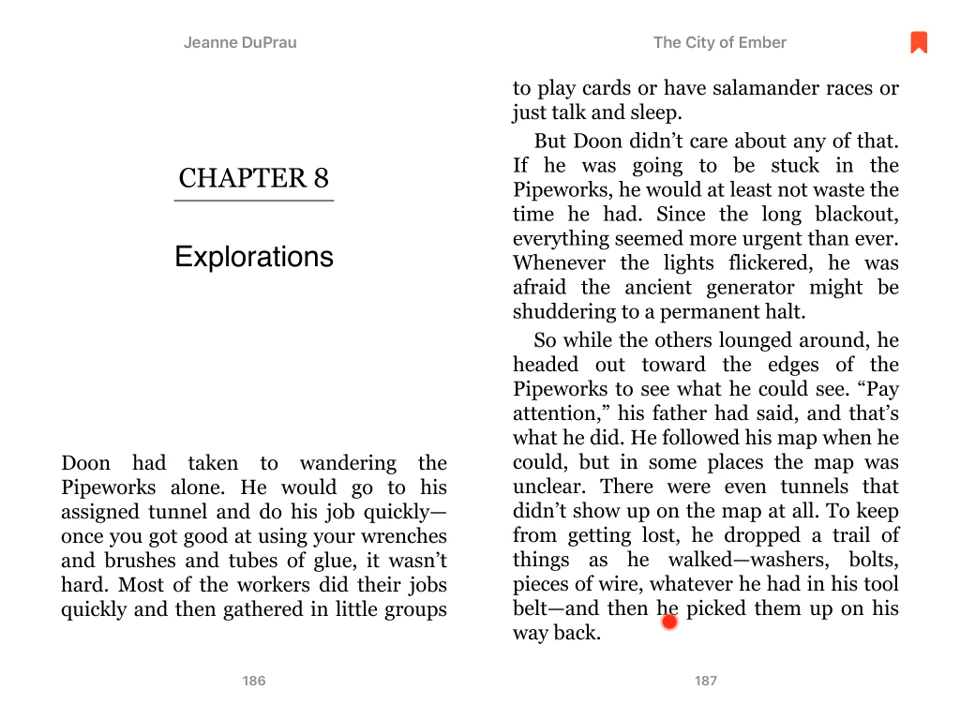 Jeanne DuPrau
CHAPTER 8
Explorations
Doon had taken to wandering the
Pipeworks alone. He would go to his
assigned tunnel and do his job quickly—
once you got good at using your wrenches
and brushes and tubes of glue, it wasn’t
hard. Most of the workers did their jobs
quickly and then gathered in little groups
186
The City of Ember
to play cards or have salamander races or
just talk and sleep.
But Doon didn’t care about any of that.
If he was going to be stuck in the
Pipeworks, he would at least not waste the
time he had. Since the long blackout,
everything seemed more urgent than ever.
Whenever the lights flickered, he was
afraid the ancient generator might be
shuddering to a permanent halt.
So while the others lounged around, he
headed out toward the edges of the
Pipeworks to see what he could see. “Pay
attention,” his father had said, and that’s
what he did. He followed his map when he
could, but in some places the map was
unclear. There were even tunnels that
didn’t show up on the map at all. To keep
from getting lost, he dropped a trail of
things as he walked—washers, bolts,
pieces of wire, whatever he had in his tool
belt—and then he picked them up on his
way back.
187